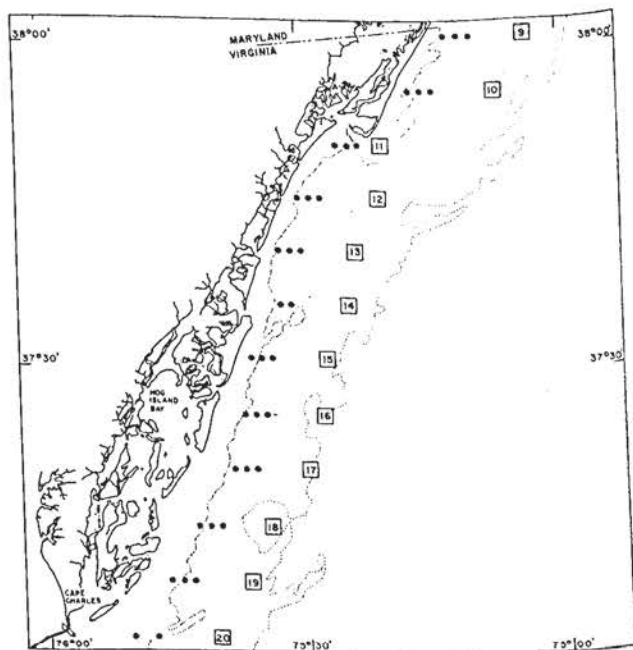 38°00'
MARYLAND
VIRGINIA
9
38°00'
10
11
12
13
14
37°30'
15
37°30'
HOG
ISLAND
BAY
16
17
18
CAPE
CHARLES
19
20
76°00'
75°30'
75°00'